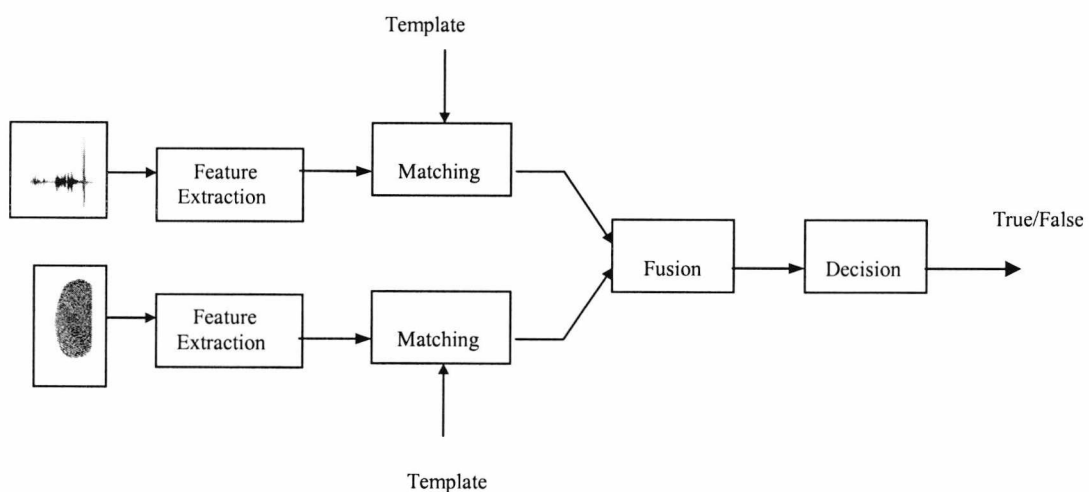 Template
Feature
Extraction
Matching
Fusion
Decision
True/False
Feature
Extraction
Matching
Template